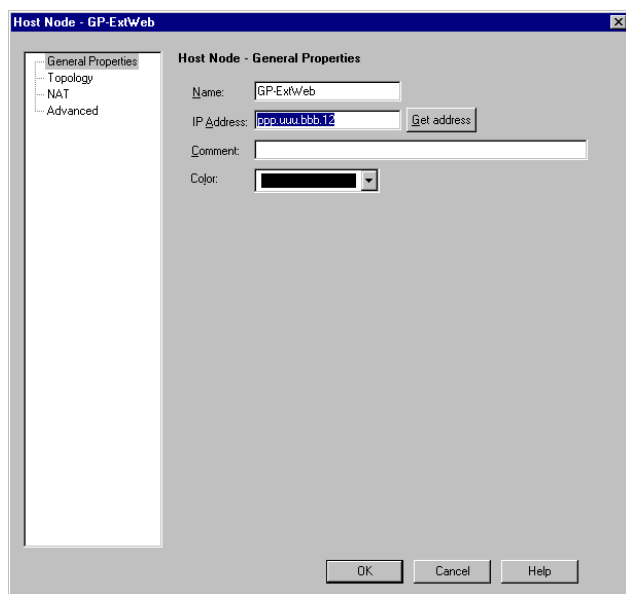 Host Node - GP-ExtWeb
General Properties
Topology
NAT
Advanced
Host Node - General Properties
Name: GP-ExtWeb
IP Address: ppp.uuu.bbb.12 Get address
Comment:
Color:
OK Cancel Help